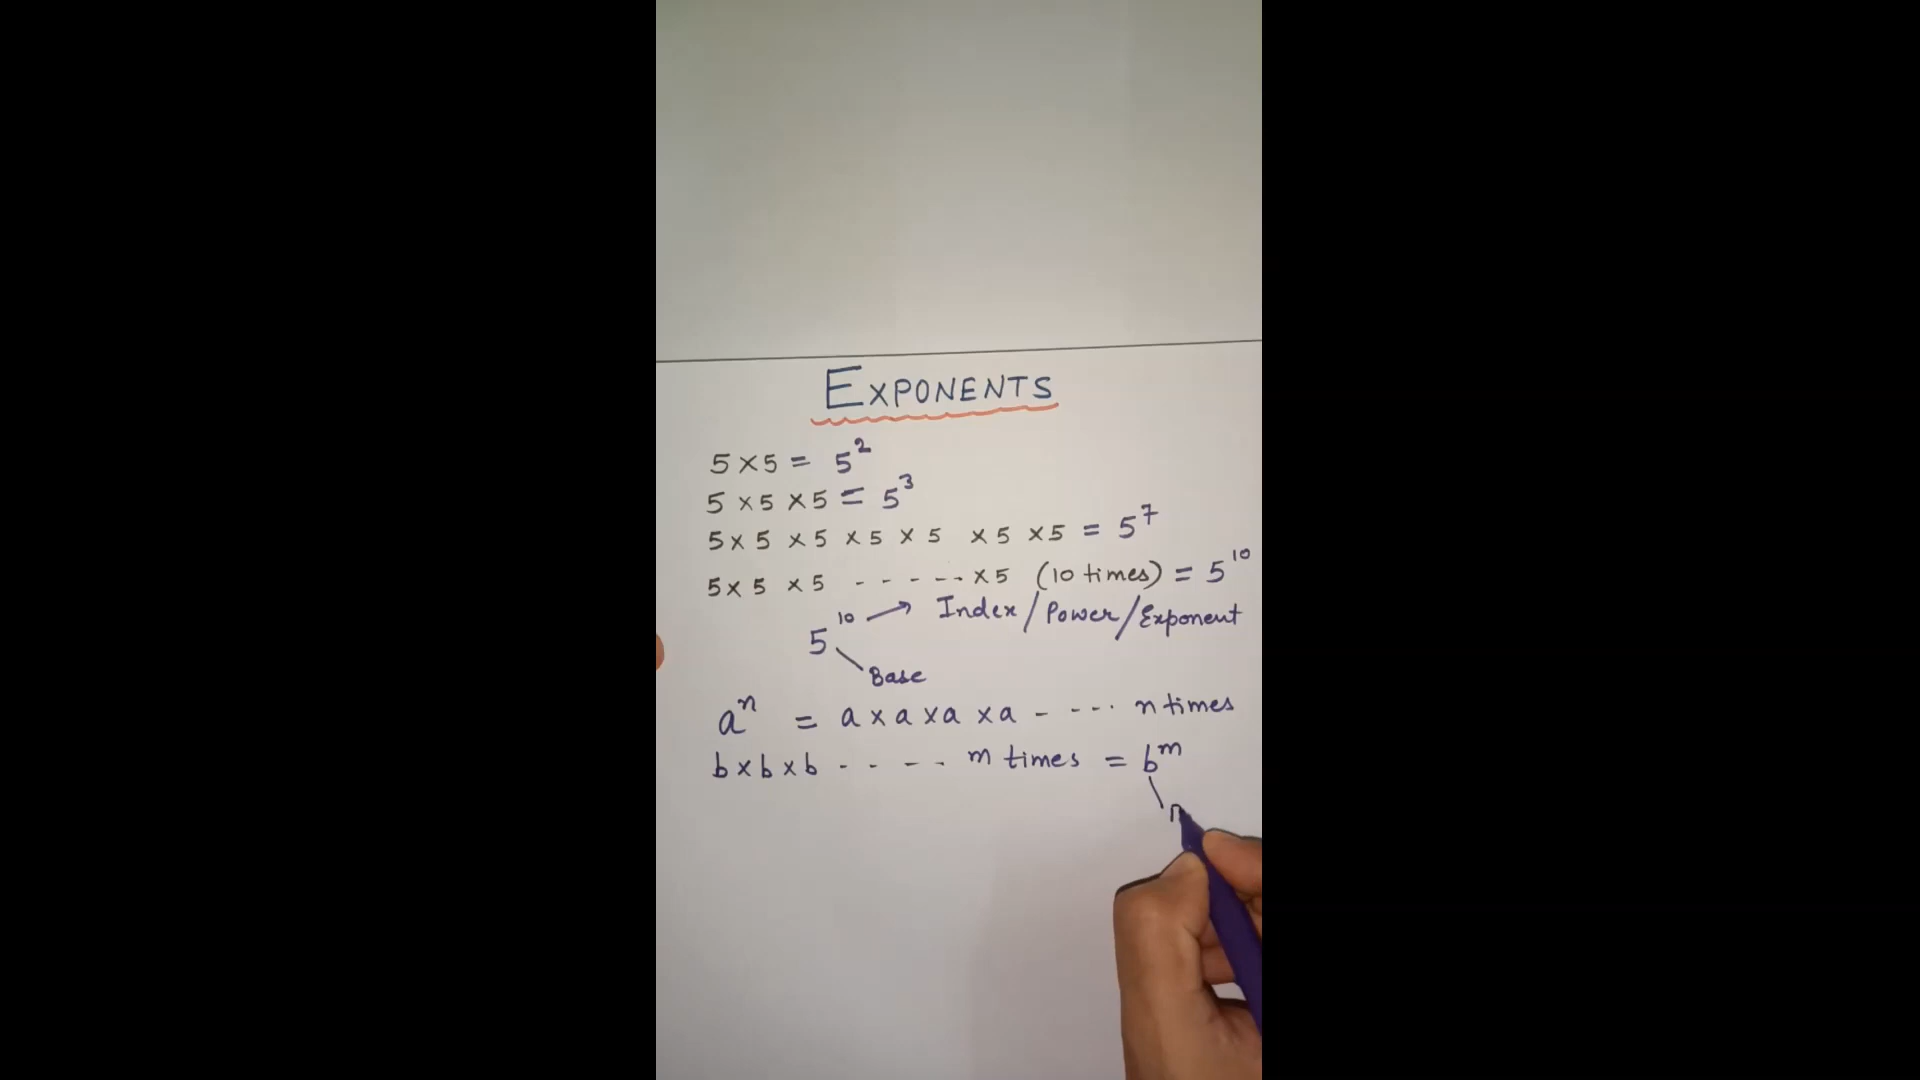 EXPONENTS
5 × 5 = 5²
5 × 5 × 5 = 5³
5 × 5 × 5 × 5 × 5 × 5 × 5 = 5⁷
5 × 5 × 5 - - - - - × 5 (10 times) = 5¹⁰
5¹⁰ → Index / Power / Exponent
Base
aⁿ = a × a × a × a - - - - n times
b × b × b - - - - - m times = bᵐ